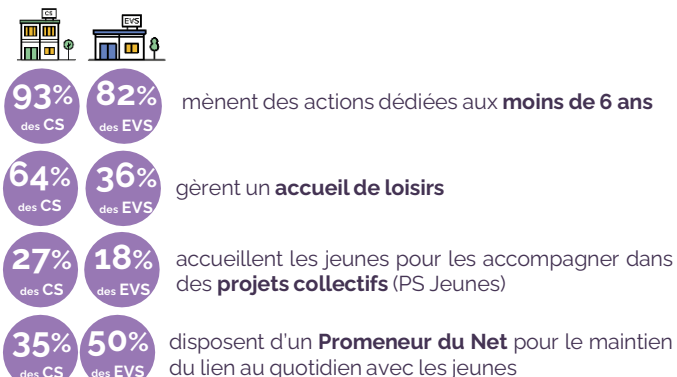 CS EVS
93% 82%
des CS des EVS
mènent des actions dédiées aux moins de 6 ans
64% 36%
des CS des EVS
gèrent un accueil de loisirs
27% 18%
des CS des EVS
accueillent les jeunes pour les accompagner dans
des projets collectifs (PS Jeunes)
35% 50%
des CS des EVS
disposent d'un Promeneur du Net pour le maintien
du lien au quotidien avec les jeunes